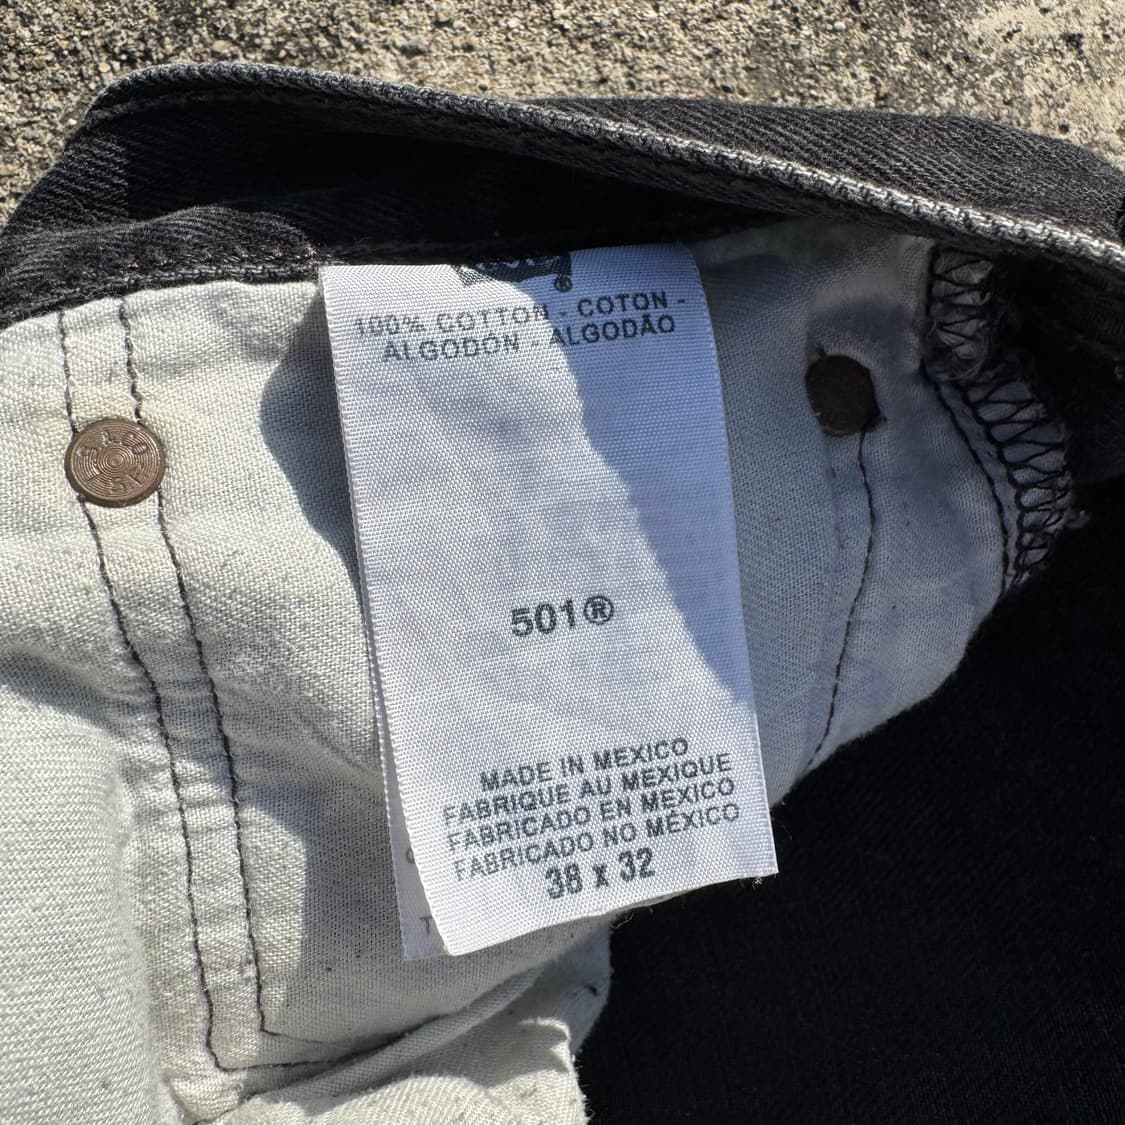 ®
100% COTTON - COTON -
ALGODÓN - ALGODÃO
501®
MADE IN MEXICO
FABRIQUE AU MEXIQUE
FABRICADO EN MEXICO
FABRICADO NO MÉXICO
38 x 32